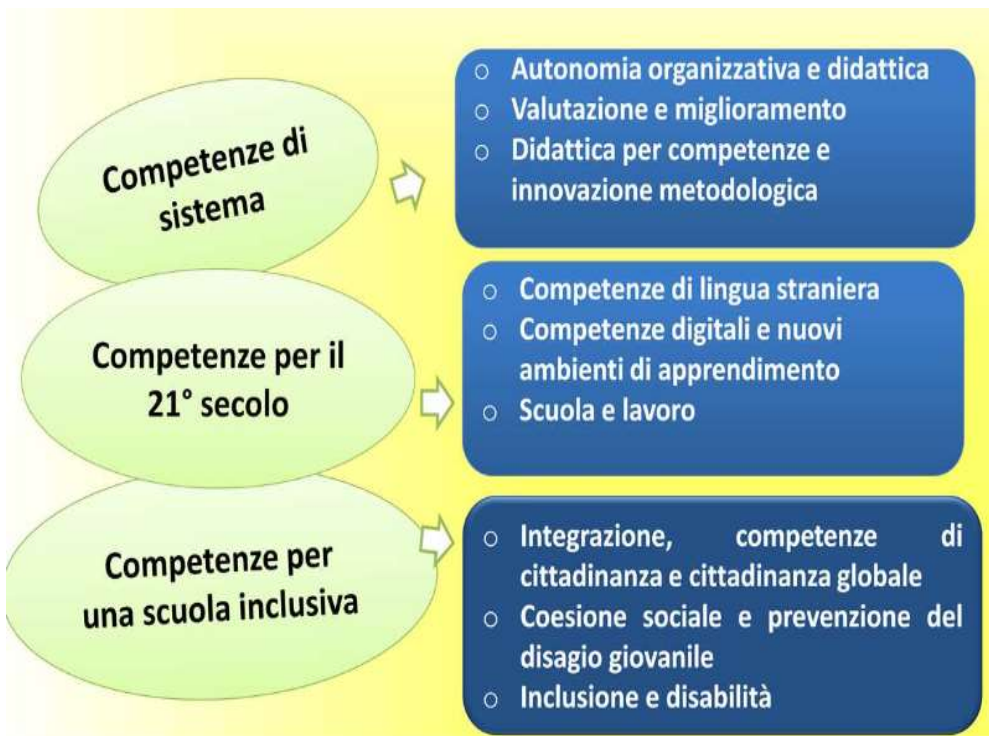 Competenze di
sistema
o Autonomia organizzativa e didattica
o Valutazione e miglioramento
o Didattica per competenze e
innovazione metodologica
Competenze per il
21° secolo
o Competenze di lingua straniera
o Competenze digitali e nuovi
ambienti di apprendimento
o Scuola e lavoro
Competenze per
una scuola inclusiva
o Integrazione, competenze di
cittadinanza e cittadinanza globale
o Coesione sociale e prevenzione del
disagio giovanile
o Inclusione e disabilità